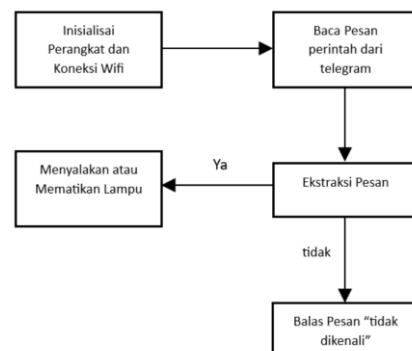 Inisialisai
Perangkat dan
Koneksi Wifi
Baca Pesan
perintah dari
telegram
Menyalakan atau
Mematikan Lampu
Ya
Ekstraksi Pesan
tidak
Balas Pesan “tidak
dikenali”